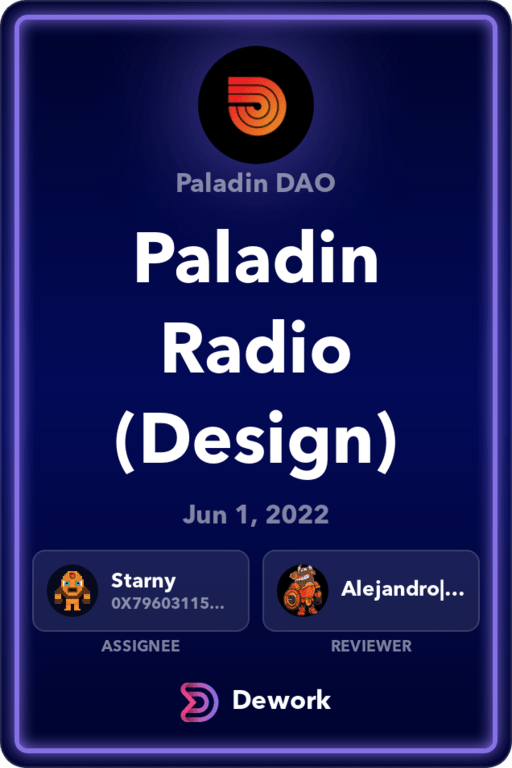 Paladin DAO
Paladin
Radio
(Design)
Jun 1, 2022
Starny
0X79603115...
ASSIGNEE
Alejandro|...
REVIEWER
Dework